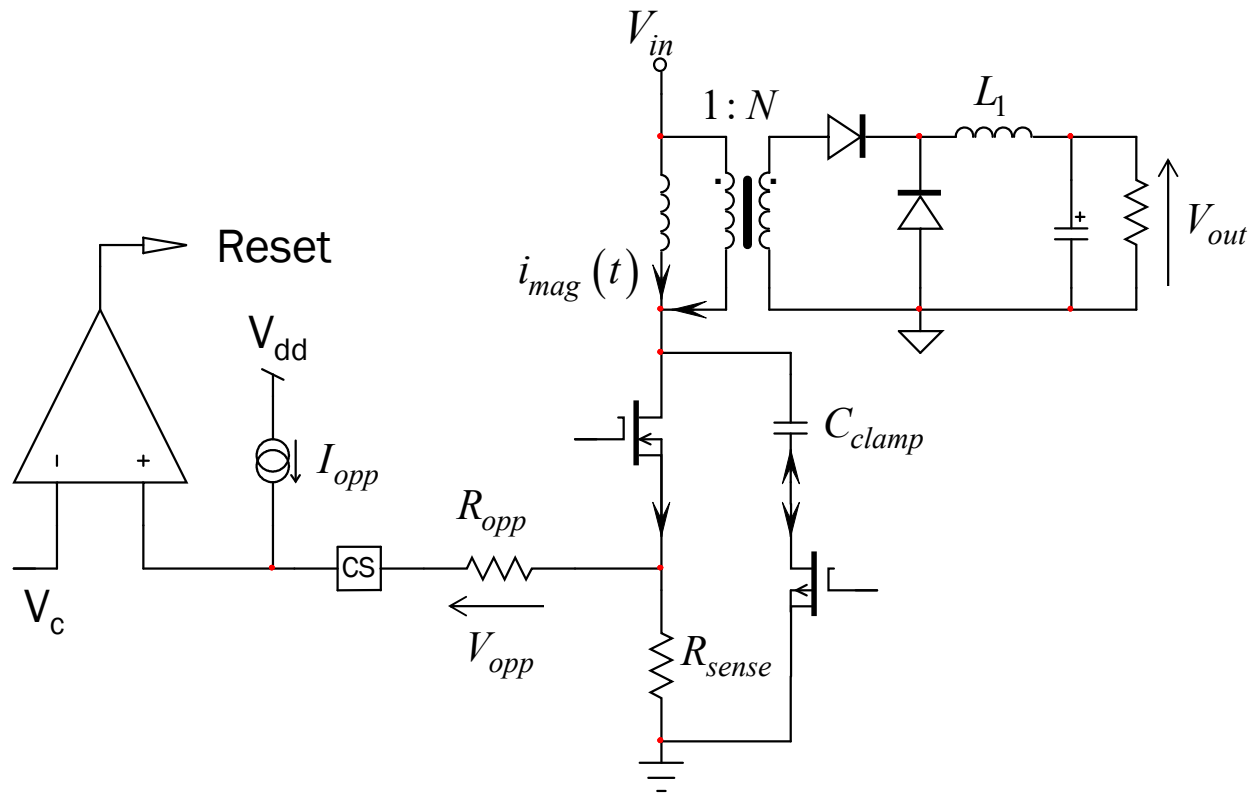 V_in
1 : N
L_1
V_out
Reset
i_mag (t)
V_dd
I_opp
C_clamp
- +
R_opp
CS
V_c
V_opp
R_sense